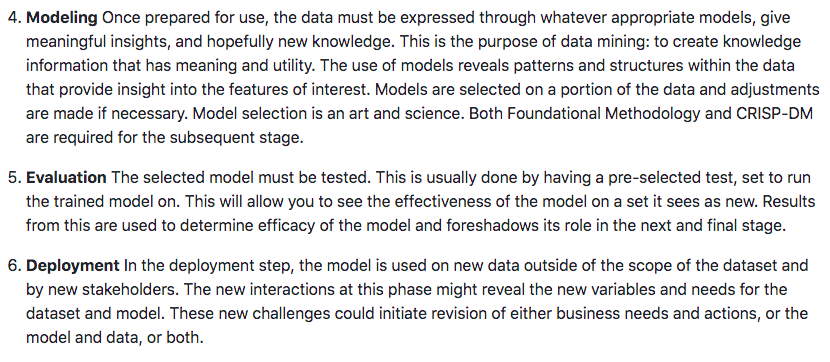 4. Modeling Once prepared for use, the data must be expressed through whatever appropriate models, give
meaningful insights, and hopefully new knowledge. This is the purpose of data mining: to create knowledge
information that has meaning and utility. The use of models reveals patterns and structures within the data
that provide insight into the features of interest. Models are selected on a portion of the data and adjustments
are made if necessary. Model selection is an art and science. Both Foundational Methodology and CRISP-DM
are required for the subsequent stage.
5. Evaluation The selected model must be tested. This is usually done by having a pre-selected test, set to run
the trained model on. This will allow you to see the effectiveness of the model on a set it sees as new. Results
from this are used to determine efficacy of the model and foreshadows its role in the next and final stage.
6. Deployment In the deployment step, the model is used on new data outside of the scope of the dataset and
by new stakeholders. The new interactions at this phase might reveal the new variables and needs for the
dataset and model. These new challenges could initiate revision of either business needs and actions, or the
model and data, or both.